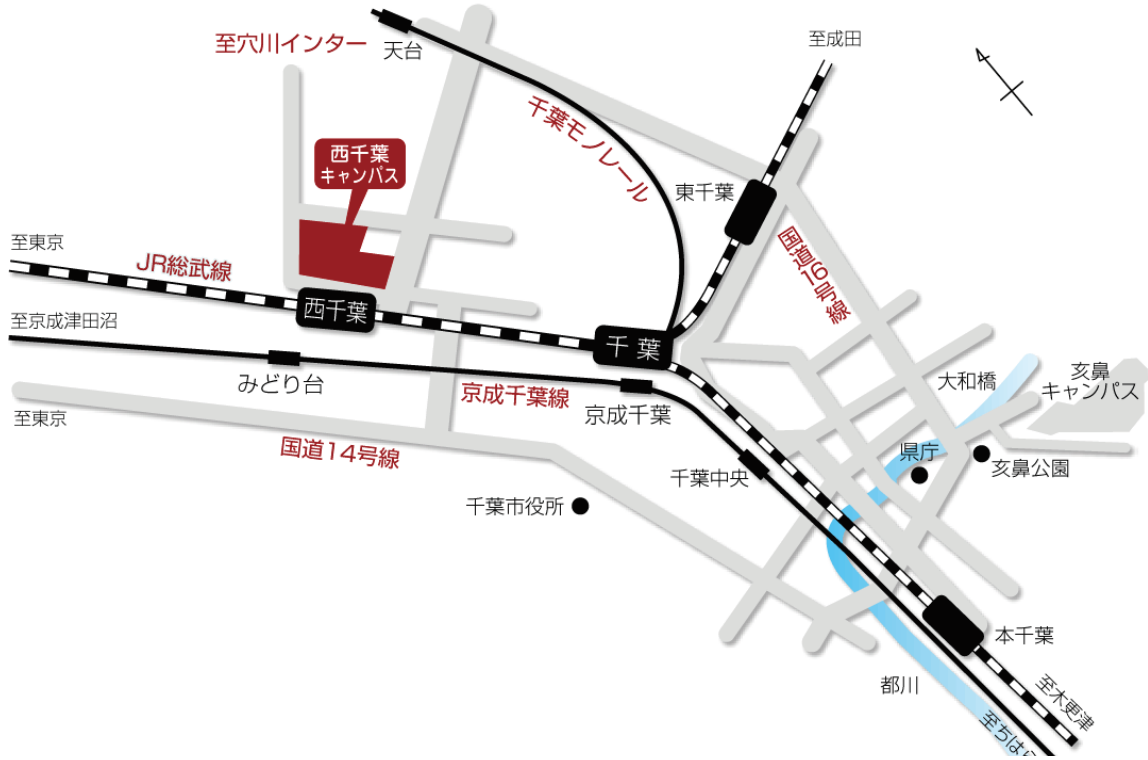 至穴川インター
天台
至成田
千葉モノレール
西千葉
キャンパス
東千葉
国道16号線
至東京
JR総武線
西千葉
至京成津田沼
千葉
みどり台
京成千葉線
京成千葉
大和橋
亥鼻
キャンパス
至東京
国道14号線
千葉中央
県庁
亥鼻公園
千葉市役所
本千葉
都川
至木更津
至ちはら